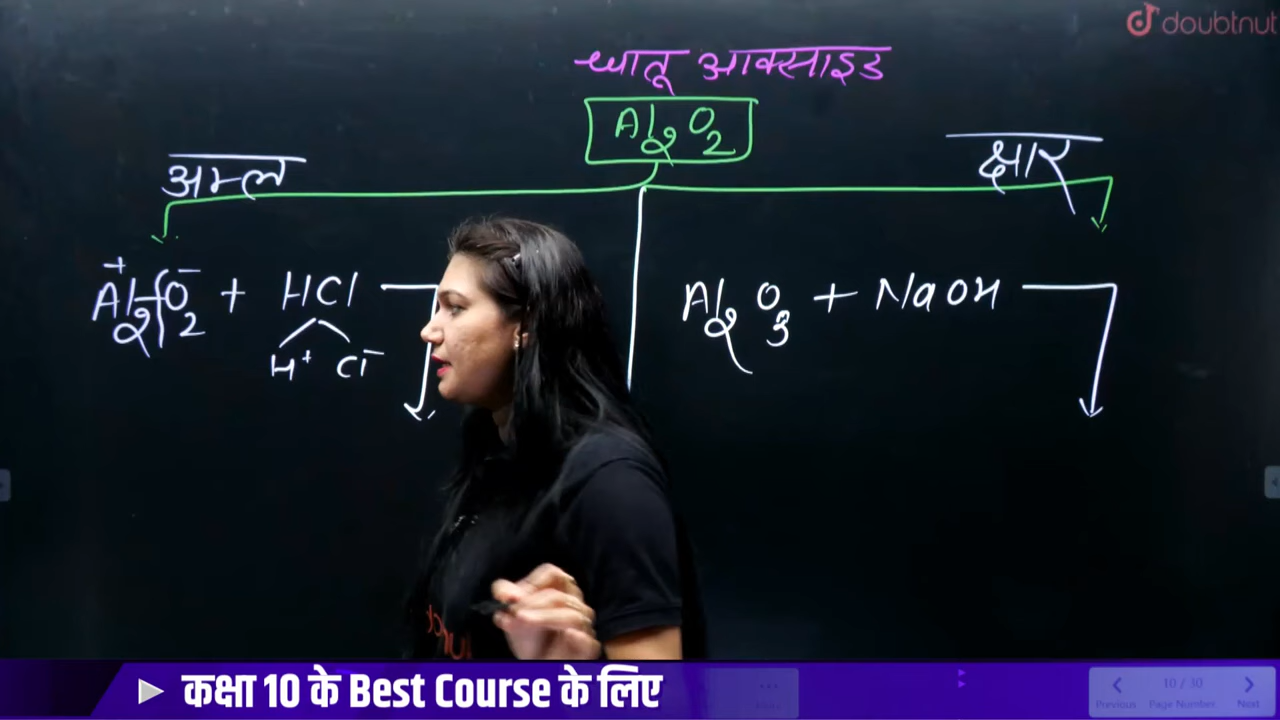 doubtnut
धातू आक्साइड
Al2O2
अम्ल
क्षार
+ -
Al2O2 + HCl
H+ Cl-
Al2O3 + NaOH
कक्षा 10 के Best Course के लिए
10 / 30
Previous Page Number Next